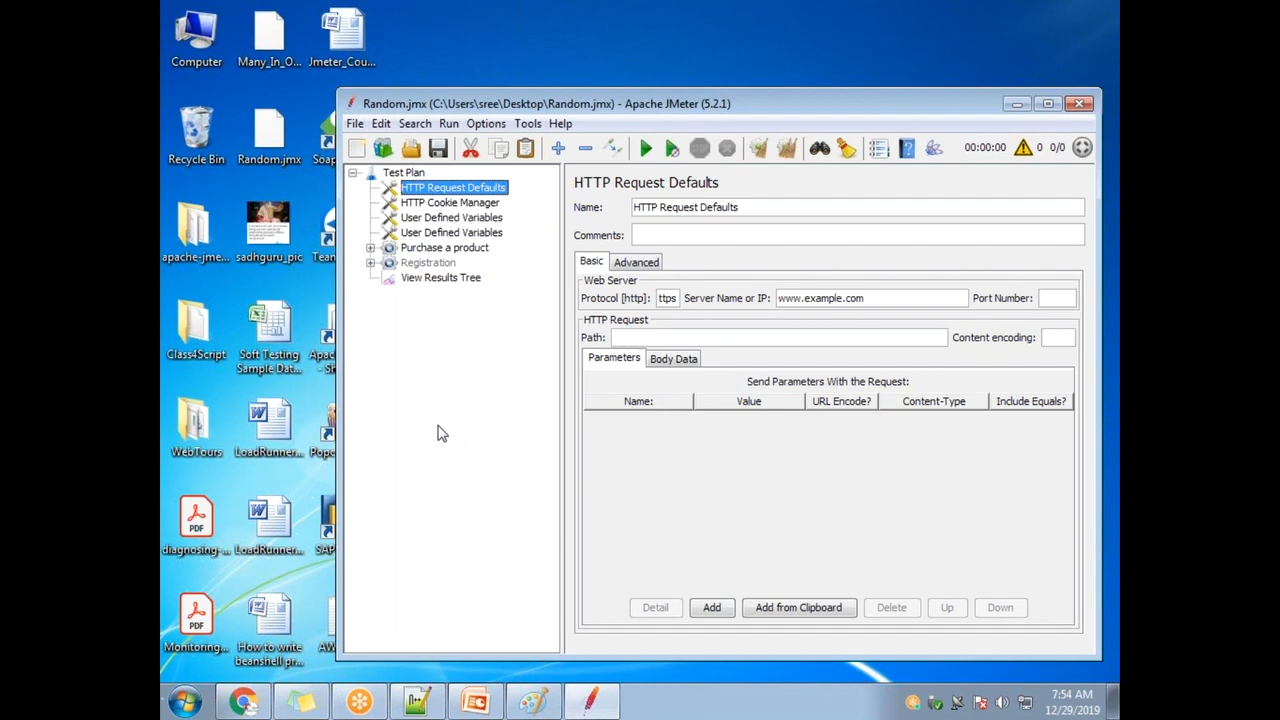 Computer
Many_In_O...
Jmeter_Cou...
Recycle Bin
Random.jmx
Soap
apache-jme...
sadhguru_pic
Team
Class4Script
Soft Testing
Sample Dat...
Apac
- Sh
WebTours
LoadRunner...
Popc
PDF
diagnosing-...
LoadRunner...
SAP
PDF
Monitoring...
How to write
beanshell pr...
AW
Random.jmx (C:\Users\sree\Desktop\Random.jmx) - Apache JMeter (5.2.1)
File Edit Search Run Options Tools Help
00:00:00 0 0/0
Test Plan
HTTP Request Defaults
HTTP Cookie Manager
User Defined Variables
User Defined Variables
Purchase a product
Registration
View Results Tree
HTTP Request Defaults
Name: HTTP Request Defaults
Comments:
Basic Advanced
Web Server
Protocol [http]: ttps Server Name or IP: www.example.com Port Number:
HTTP Request
Path: Content encoding:
Parameters Body Data
Send Parameters With the Request:
Name: Value URL Encode? Content-Type Include Equals?
Detail Add Add from Clipboard Delete Up Down
7:54 AM
12/29/2019